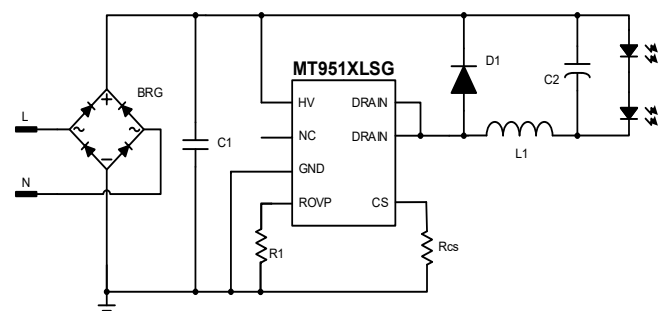 MT951XLSG
D1
BRG
C2
HV
DRAIN
L
C1
NC
DRAIN
L1
GND
N
ROVP
CS
R1
Rcs